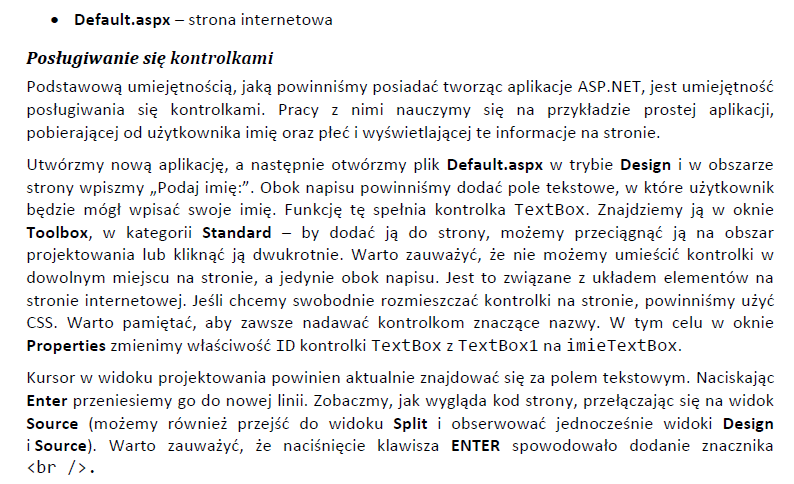 • Default.aspx – strona internetowa
Posługiwanie się kontrolkami
Podstawową umiejętnością, jaką powinniśmy posiadać tworząc aplikacje ASP.NET, jest umiejętność
posługiwania się kontrolkami. Pracy z nimi nauczymy się na przykładzie prostej aplikacji,
pobierającej od użytkownika imię oraz płeć i wyświetlającej te informacje na stronie.
Utwórzmy nową aplikację, a następnie otwórzmy plik Default.aspx w trybie Design i w obszarze
strony wpiszmy „Podaj imię:”. Obok napisu powinniśmy dodać pole tekstowe, w które użytkownik
będzie mógł wpisać swoje imię. Funkcję tę spełnia kontrolka TextBox. Znajdziemy ją w oknie
Toolbox, w kategorii Standard – by dodać ją do strony, możemy przeciągnąć ją na obszar
projektowania lub kliknąć ją dwukrotnie. Warto zauważyć, że nie możemy umieścić kontrolki w
dowolnym miejscu na stronie, a jedynie obok napisu. Jest to związane z układem elementów na
stronie internetowej. Jeśli chcemy swobodnie rozmieszczać kontrolki na stronie, powinniśmy użyć
CSS. Warto pamiętać, aby zawsze nadawać kontrolkom znaczące nazwy. W tym celu w oknie
Properties zmienimy właściwość ID kontrolki TextBox z TextBox1 na imieTextBox.
Kursor w widoku projektowania powinien aktualnie znajdować się za polem tekstowym. Naciskając
Enter przeniesiemy go do nowej linii. Zobaczmy, jak wygląda kod strony, przełączając się na widok
Source (możemy również przejść do widoku Split i obserwować jednocześnie widoki Design
i Source). Warto zauważyć, że naciśnięcie klawisza ENTER spowodowało dodanie znacznika
<br />.